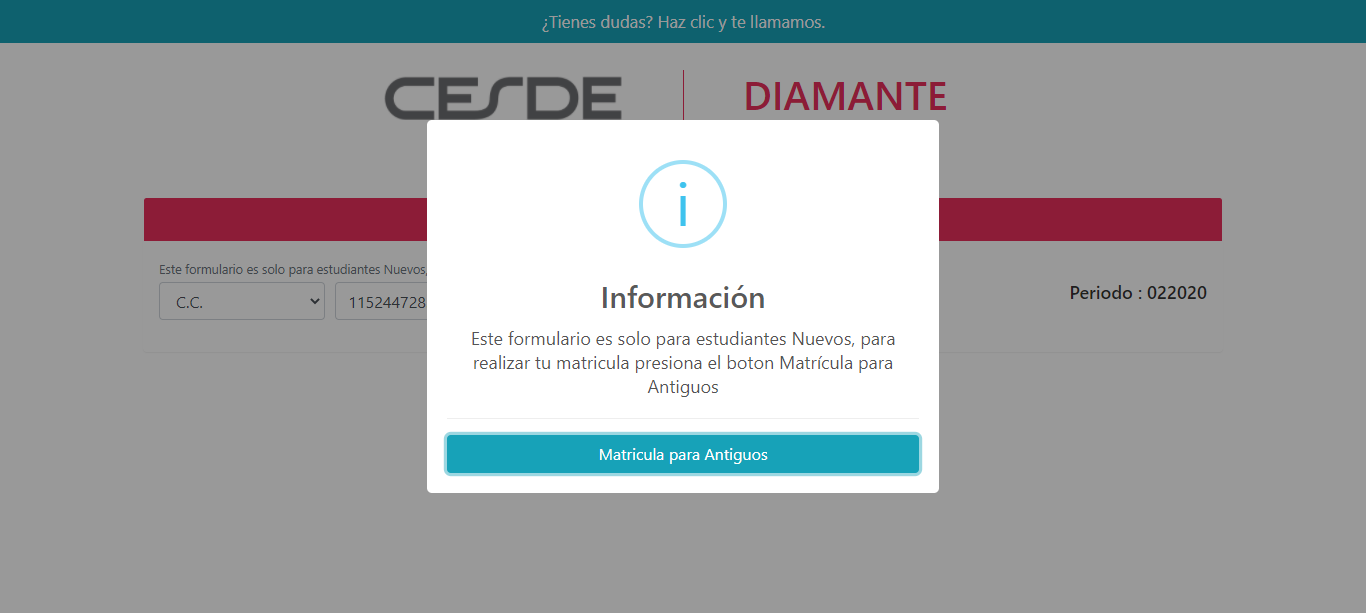 ¿Tienes dudas? Haz clic y te llamamos.
CESDE
DIAMANTE
Información
Este formulario es solo para estudiantes Nuevos, para
realizar tu matricula presiona el boton Matrícula para
Antiguos
Matricula para Antiguos
Este formulario es solo para estudiantes Nuevos,
C.C.
115244728
Periodo : 022020